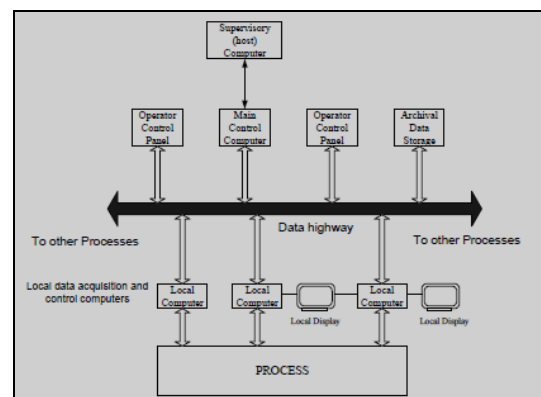 Supervisory
(host)
Computer
Operator
Control
Panel
Main
Control
Computer
Operator
Control
Panel
Archival
Data
Storage
Data highway
To other Processes
To other Processes
Local data acquisition and
control computers
Local
Computer
Local
Computer
Local
Computer
Local Display
Local Display
PROCESS